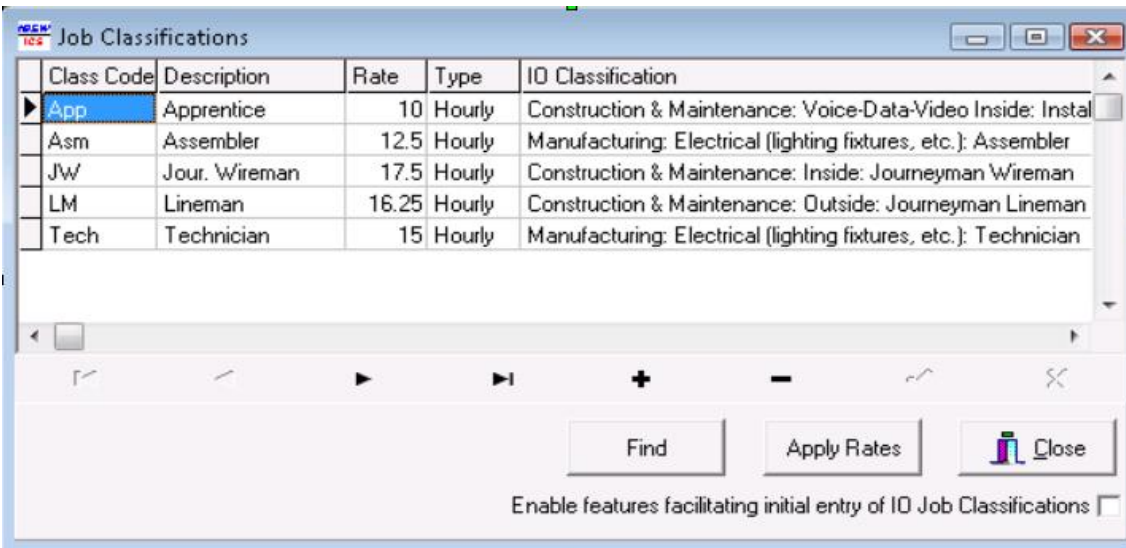 Job Classifications
Class Code Description Rate Type IO Classification
App Apprentice 10 Hourly Construction & Maintenance: Voice-Data-Video Inside: Instal
Asm Assembler 12.5 Hourly Manufacturing: Electrical (lighting fixtures, etc.): Assembler
JW Jour. Wireman 17.5 Hourly Construction & Maintenance: Inside: Journeyman Wireman
LM Lineman 16.25 Hourly Construction & Maintenance: Outside: Journeyman Lineman
Tech Technician 15 Hourly Manufacturing: Electrical (lighting fixtures, etc.): Technician
Find Apply Rates Close
Enable features facilitating initial entry of IO Job Classifications